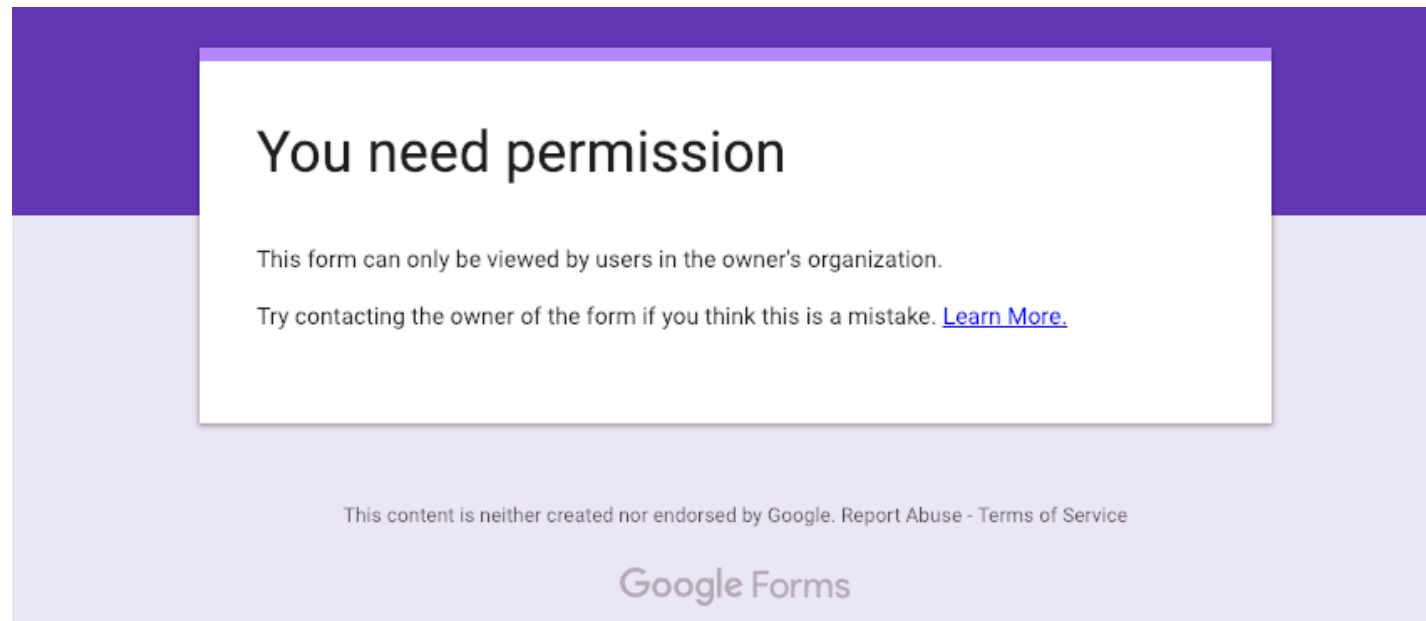 You need permission
This form can only be viewed by users in the owner's organization.
Try contacting the owner of the form if you think this is a mistake. Learn More.
This content is neither created nor endorsed by Google. Report Abuse - Terms of Service
Google Forms